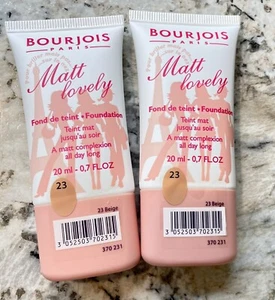 BOURJOIS
PARIS
Matt
lovely
Fond de teint • Foundation
Teint mat
jusqu'au soir
A matt complexion
all day long
20 ml - 0,7 FL.OZ
23
23 Beige
3 052503 702315
370 231
BOURJOIS
PARIS
Matt
lovely
Fond de teint • Foundation
Teint mat
jusqu'au soir
A matt complexion
all day long
20 ml - 0,7 FL.OZ
23
23 Beige
3 052503 702315
370 231